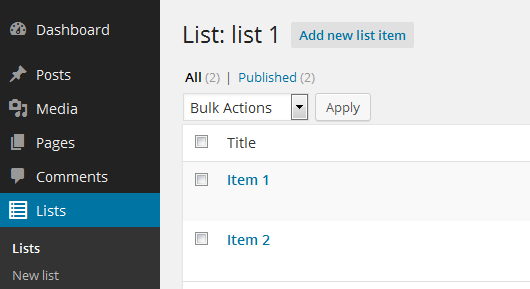 Dashboard
Posts
Media
Pages
Comments
Lists
Lists
New list
List: list 1 Add new list item
All (2) | Published (2)
Bulk Actions Apply
Title
Item 1
Item 2